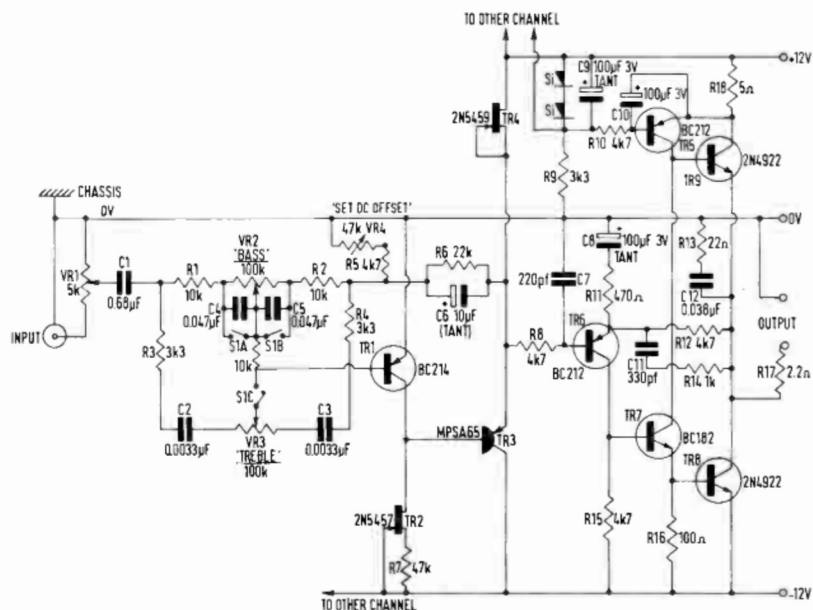 TO OTHER CHANNEL
+12V
C9 100µF 3V
TANT
R18
5Ω
Si
100µF 3V
2N5459
TR4
Si
C10
BC212
R10 4k7
TR5
2N4922
R9
3k3
TR9
CHASSIS
'SET DC OFFSET'
0V
47k VR4
0V
VR2
C8
100µF 3V
TANT
R13
22Ω
C1
'BASS'
R5 4k7
R6 22k
VR1
5k
R1
100k
R2
220pf
C7
C12
0.68µF
10k
C4
C5
10k
C6 10µF
R11
470Ω
0.038µF
0.047µF
0.047µF
R4
(TANT)
TR6
OUTPUT
INPUT
3k3
R8
R12 4k7
S1A
S1B
TR1
4k7
BC212
C11
R17
R3
3k3
10k
330pf
R14 1k
2.2Ω
BC214
S1C
TR7
C2
C3
MPSA65
BC182
0.0033µF
0.0033µF
TR3
TR8
VR3
2N4922
'TREBLE'
100k
2N5457
TR2
R15
4k7
R16
100Ω
R7
47k
-12V
TO OTHER CHANNEL